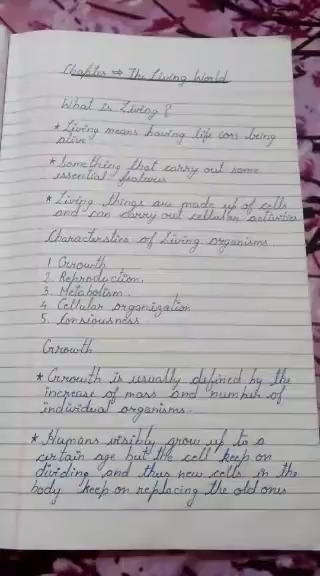 Chapter ⇒ The Living World
What is Living?
* Living means having life cons being
alive
* Something that carry out some
essential features
* Living things are made up of cells
and can carry out cellular activities
Characterstics of Living organisms
1. Growth
2. Reproduction.
3. Metabolism.
4. Cellular organization
5. Consiousness.
Growth
* Growth is usually defined by the
increase of mass and number of
individual organisms.
* Humans visibly grow up to a
certain age but the cell keep on
dividing and thus new cells in the
body keep on replacing the old ones